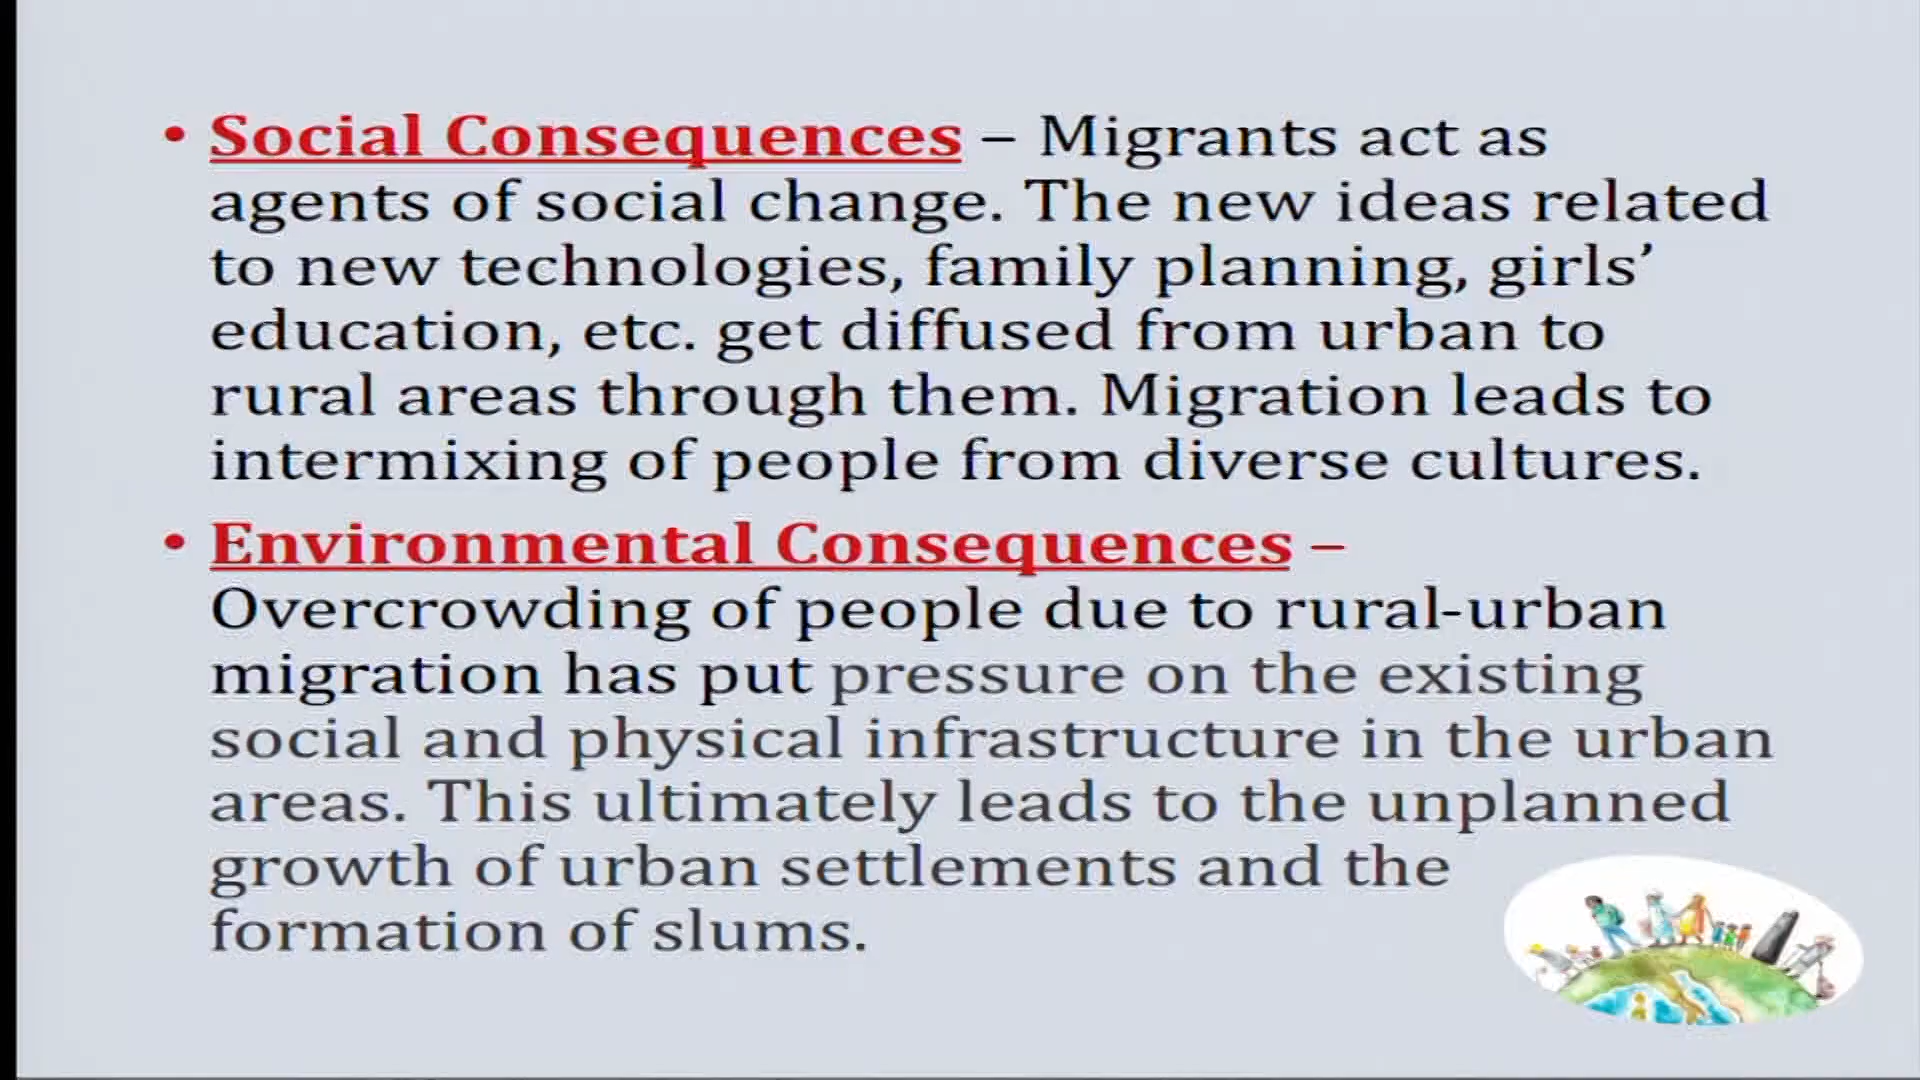 • Social Consequences – Migrants act as
agents of social change. The new ideas related
to new technologies, family planning, girls’
education, etc. get diffused from urban to
rural areas through them. Migration leads to
intermixing of people from diverse cultures.
• Environmental Consequences –
Overcrowding of people due to rural-urban
migration has put pressure on the existing
social and physical infrastructure in the urban
areas. This ultimately leads to the unplanned
growth of urban settlements and the
formation of slums.